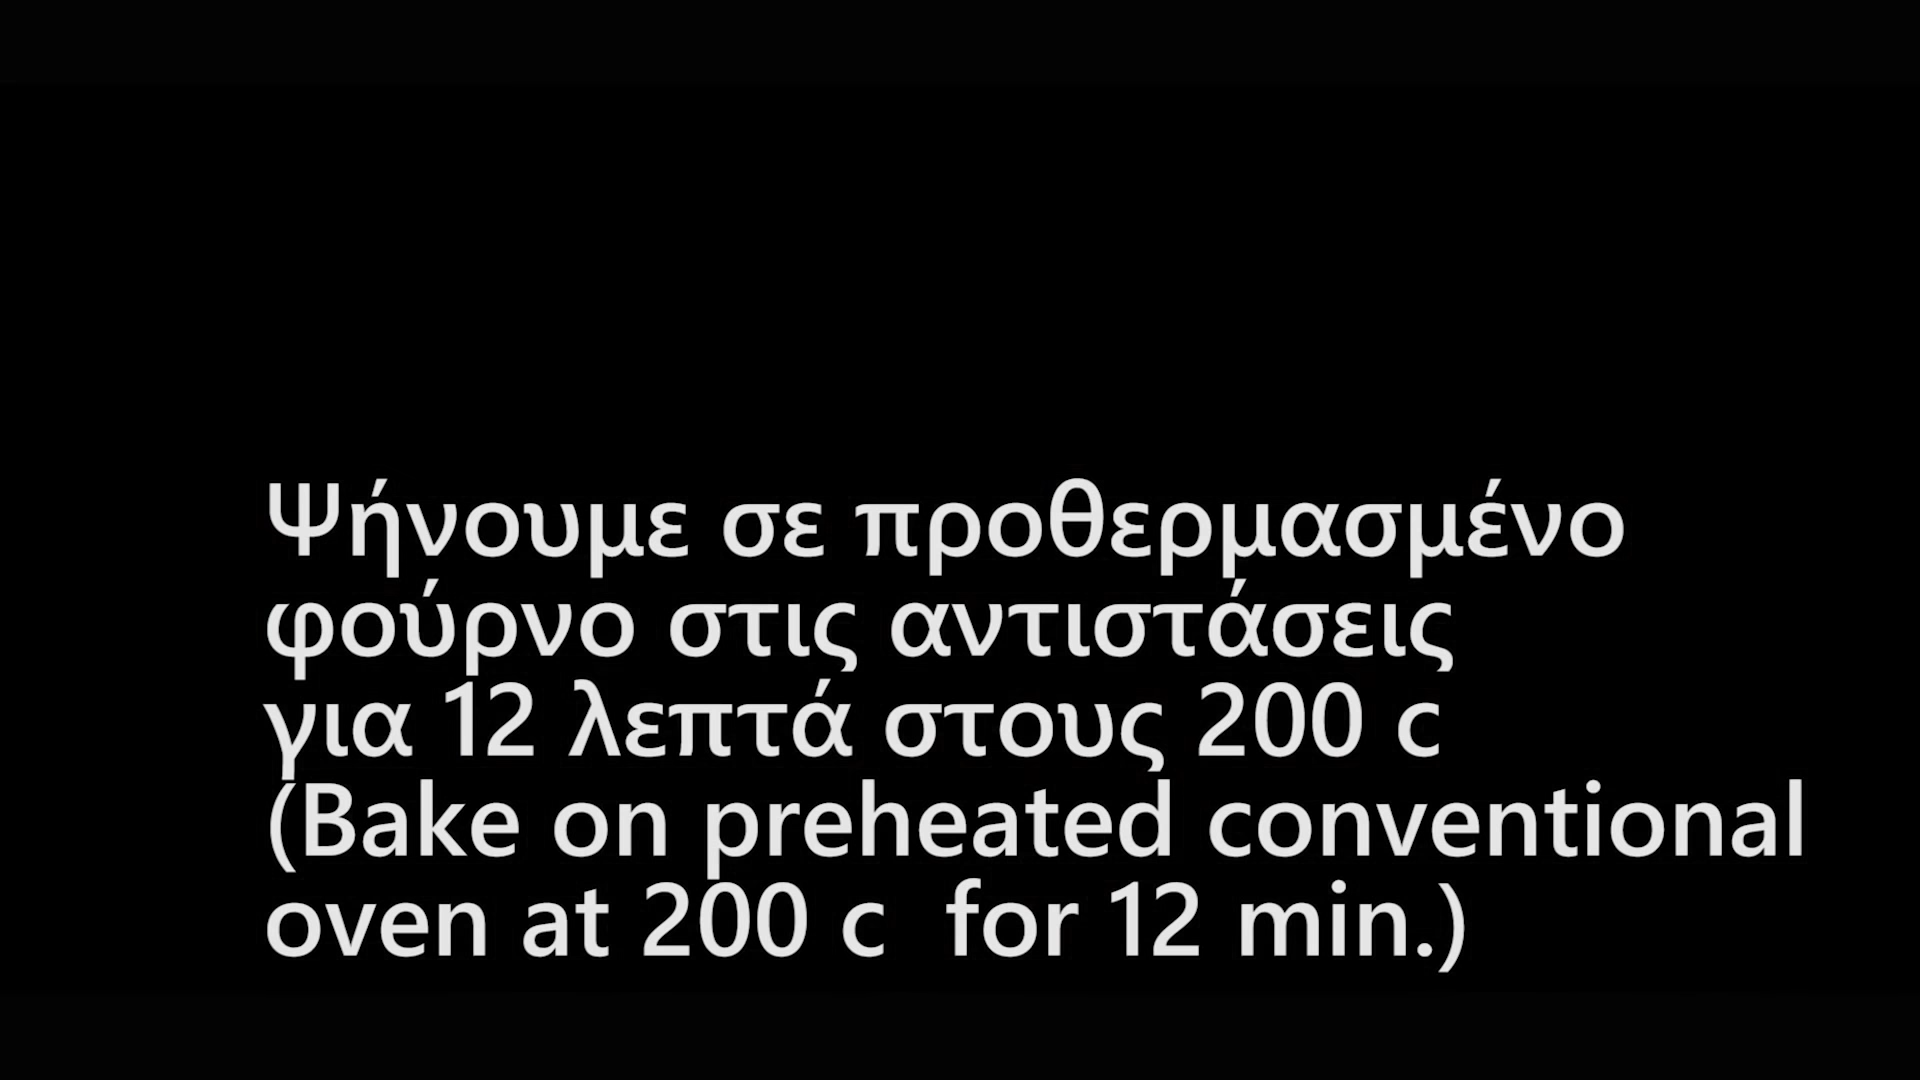 Ψήνουμε σε προθερμασμένο
φούρνο στις αντιστάσεις
για 12 λεπτά στους 200 c
(Bake on preheated conventional
oven at 200 c  for 12 min.)